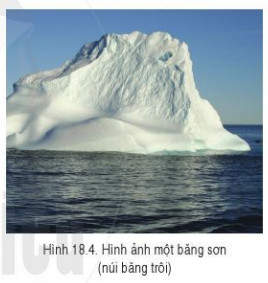 Hình 18.4. Hình ảnh một băng sơn
(núi băng trôi)